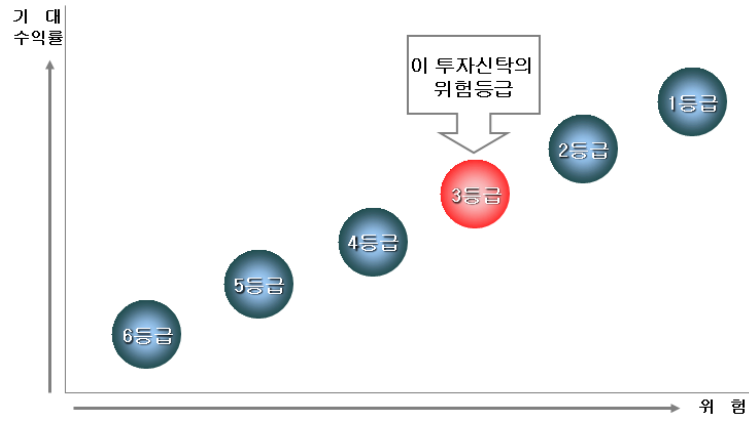 기 대
수익률
이 투자신탁의
위험등급
1등급
2등급
3등급
4등급
5등급
6등급
위 험